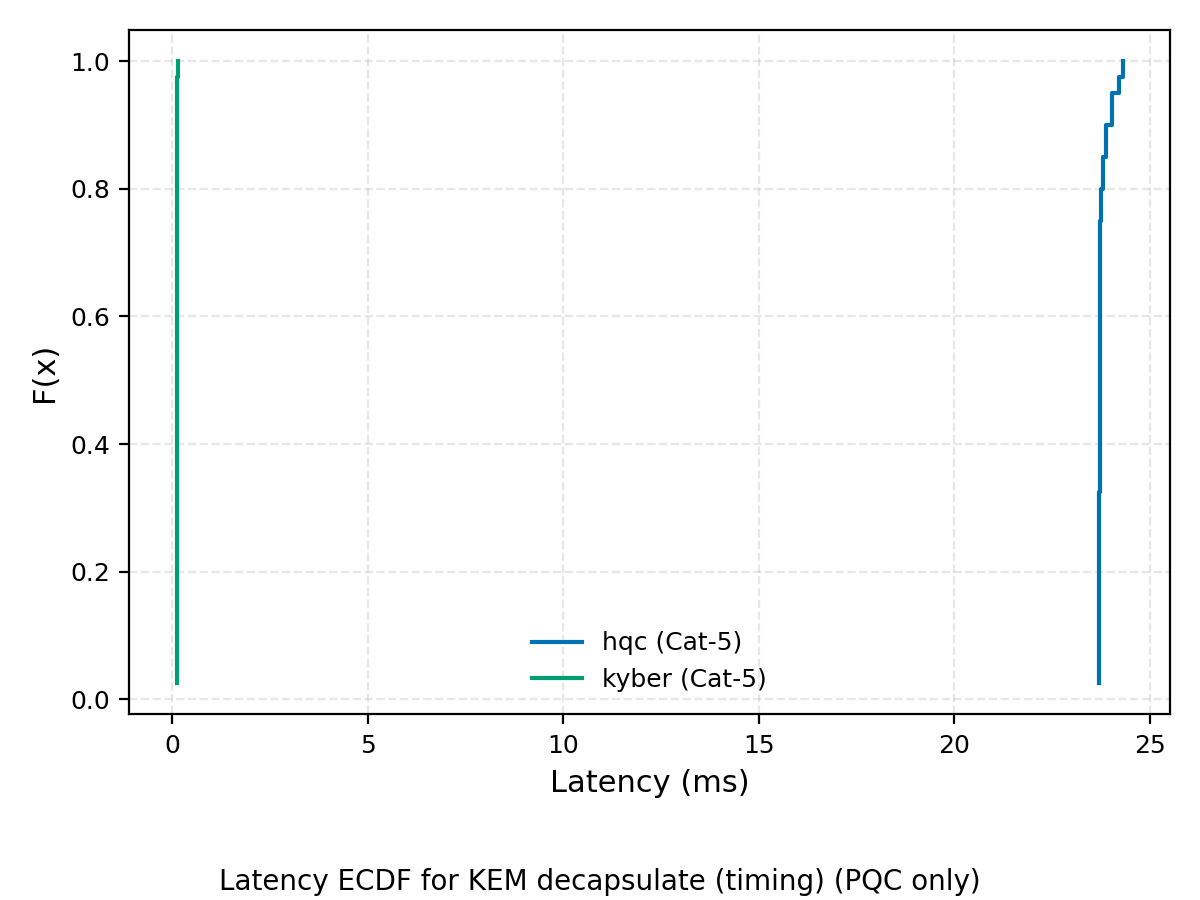 1.0
0.8
0.6
0.4
0.2
0.0
F(x)
hqc (Cat-5)
kyber (Cat-5)
0 5 10 15 20 25
Latency (ms)
Latency ECDF for KEM decapsulate (timing) (PQC only)